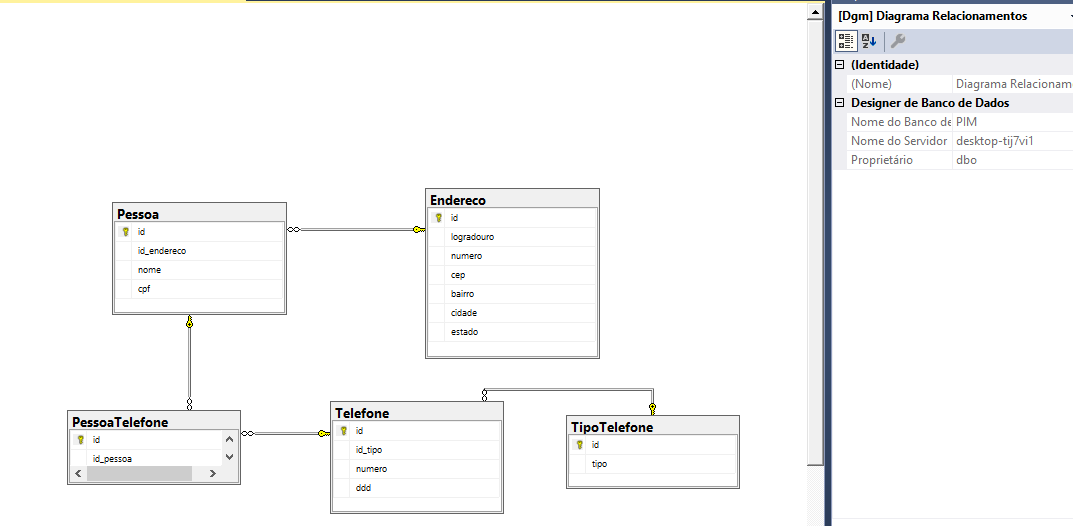 [Dgm] Diagrama Relacionamentos
(Identidade)
(Nome) Diagrama Relacionam
Designer de Banco de Dados
Nome do Banco de PIM
Nome do Servidor desktop-tij7vi1
Proprietário dbo
Pessoa
id
id_endereco
nome
cpf
Endereco
id
logradouro
numero
cep
bairro
cidade
estado
PessoaTelefone
id
id_pessoa
Telefone
id
id_tipo
numero
ddd
TipoTelefone
id
tipo